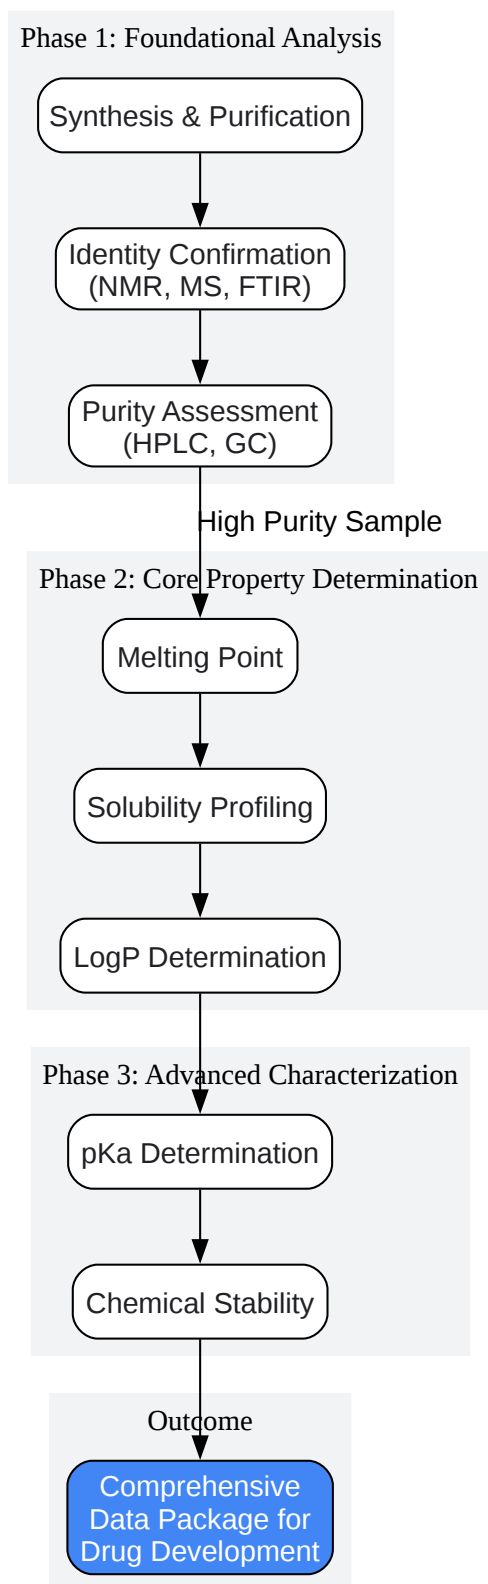 Phase 1: Foundational Analysis
Synthesis & Purification
Identity Confirmation
(NMR, MS, FTIR)
Purity Assessment
(HPLC, GC)
High Purity Sample
Phase 2: Core Property Determination
Melting Point
Solubility Profiling
LogP Determination
Phase 3: Advanced Characterization
pKa Determination
Chemical Stability
Outcome
Comprehensive
Data Package for
Drug Development